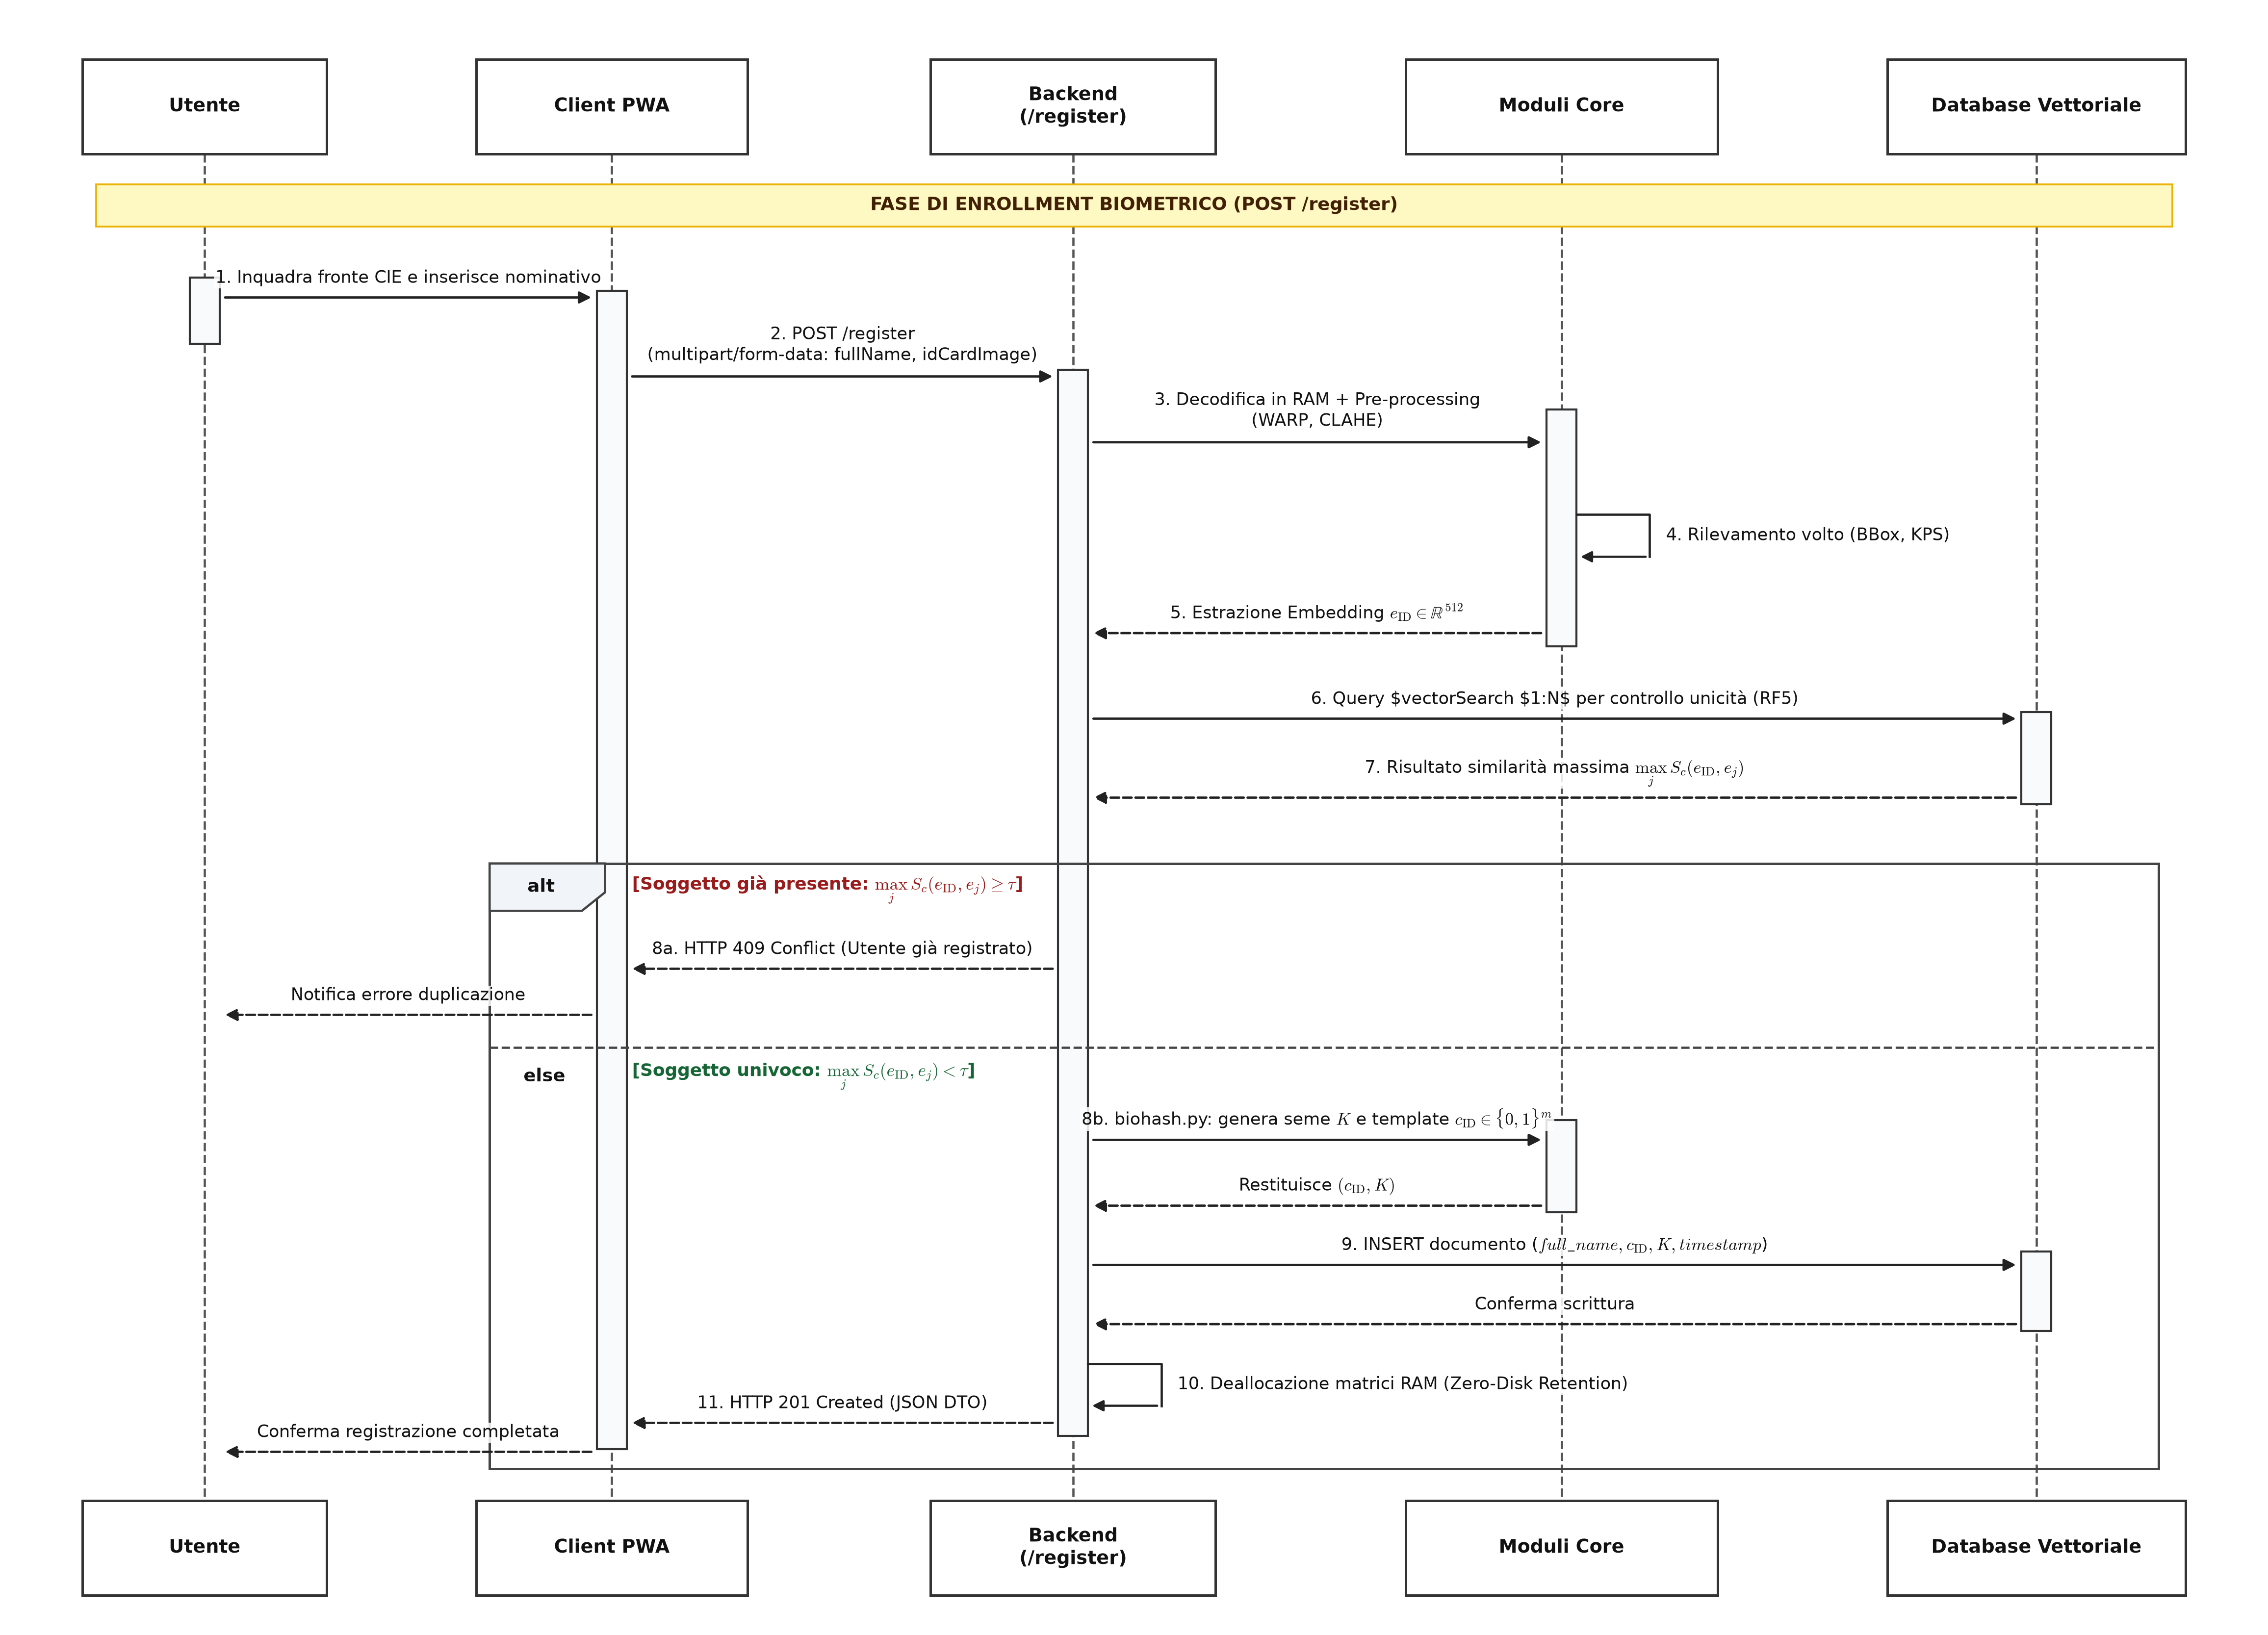 Utente
Client PWA
Backend
(/register)
Moduli Core
Database Vettoriale
FASE DI ENROLLMENT BIOMETRICO (POST /register)
1. Inquadra fronte CIE e inserisce nominativo
2. POST /register
(multipart/form-data: fullName, idCardImage)
3. Decodifica in RAM + Pre-processing
(WARP, CLAHE)
4. Rilevamento volto (BBox, KPS)
5. Estrazione Embedding e_ID ∈ ℝ^512
6. Query $vectorSearch $1:N$ per controllo unicità (RF5)
7. Risultato similarità massima max_j S_c(e_ID, e_j)
alt
[Soggetto già presente: max_j S_c(e_ID, e_j) ≥ τ]
8a. HTTP 409 Conflict (Utente già registrato)
Notifica errore duplicazione
else
[Soggetto univoco: max_j S_c(e_ID, e_j) < τ]
8b. biohash.py: genera seme K e template c_ID ∈ {0, 1}^m
Restituisce (c_ID, K)
9. INSERT documento (full_name, c_ID, K, timestamp)
Conferma scrittura
10. Deallocazione matrici RAM (Zero-Disk Retention)
11. HTTP 201 Created (JSON DTO)
Conferma registrazione completata
Utente
Client PWA
Backend
(/register)
Moduli Core
Database Vettoriale